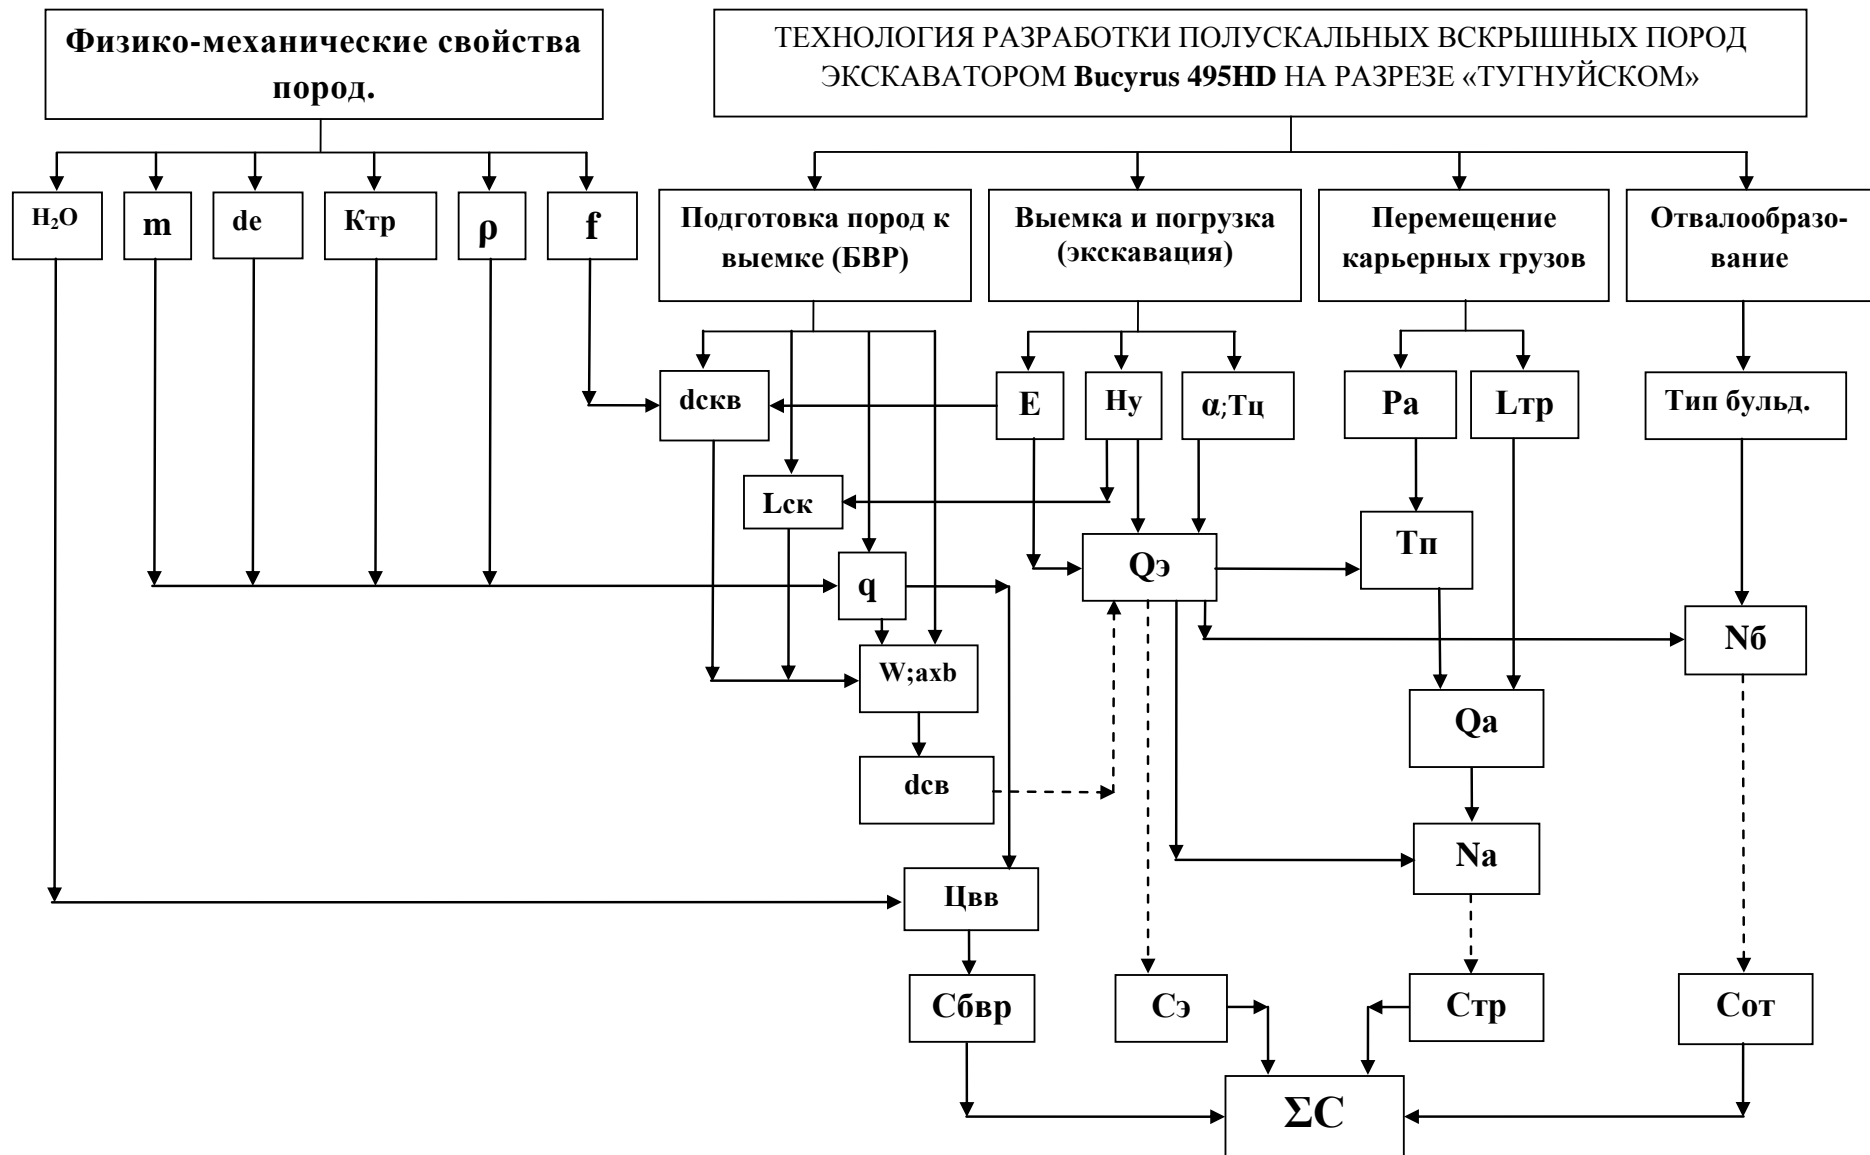 Физико-механические свойства
пород.
ТЕХНОЛОГИЯ РАЗРАБОТКИ ПОЛУСКАЛЬНЫХ ВСКРЫШНЫХ ПОРОД
ЭКСКАВАТОРОМ Bucyrus 495HD НА РАЗРЕЗЕ «ТУГНУЙСКОМ»
H₂O
m
de
Ктр
ρ
f
Подготовка пород к
выемке (БВР)
Выемка и погрузка
(экскавация)
Перемещение
карьерных грузов
Отвалообразо-
вание
dскв
E
Ну
α;Тц
Ра
Lтр
Тип бульд.
Lск
Qэ
Тп
q
Nб
W;axb
Qа
dсв
Nа
Цвв
Сбвр
Сэ
Стр
Сот
ΣС